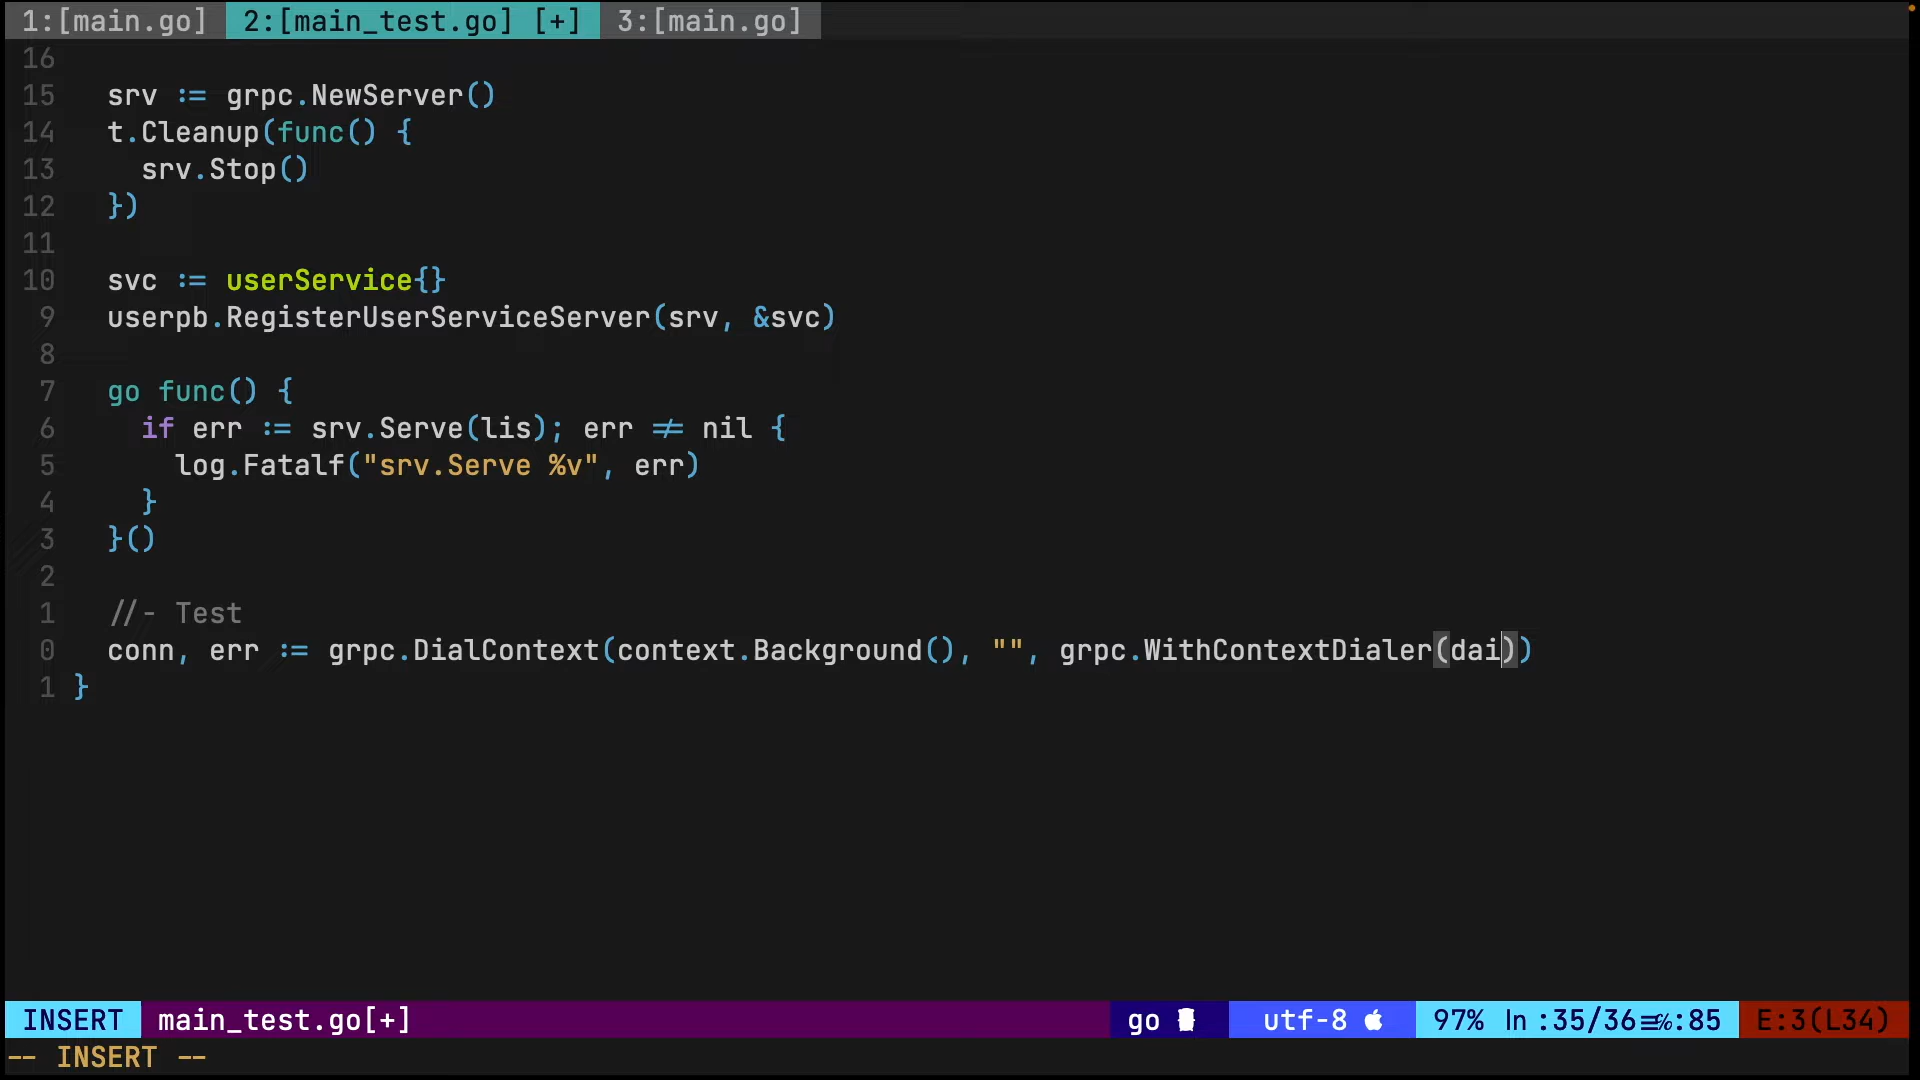 1:[main.go] 2:[main_test.go] [+] 3:[main.go]
16
15 srv := grpc.NewServer()
14 t.Cleanup(func() {
13 srv.Stop()
12 })
11
10 svc := userService{}
9 userpb.RegisterUserServiceServer(srv, &svc)
8
7 go func() {
6 if err := srv.Serve(lis); err != nil {
5 log.Fatalf("srv.Serve %v", err)
4 }
3 }()
2
1 //- Test
0 conn, err := grpc.DialContext(context.Background(), "", grpc.WithContextDialer(dai))
1 }
INSERT main_test.go[+] go utf-8 97% ln :35/36≡%:85 E:3(L34)
-- INSERT --